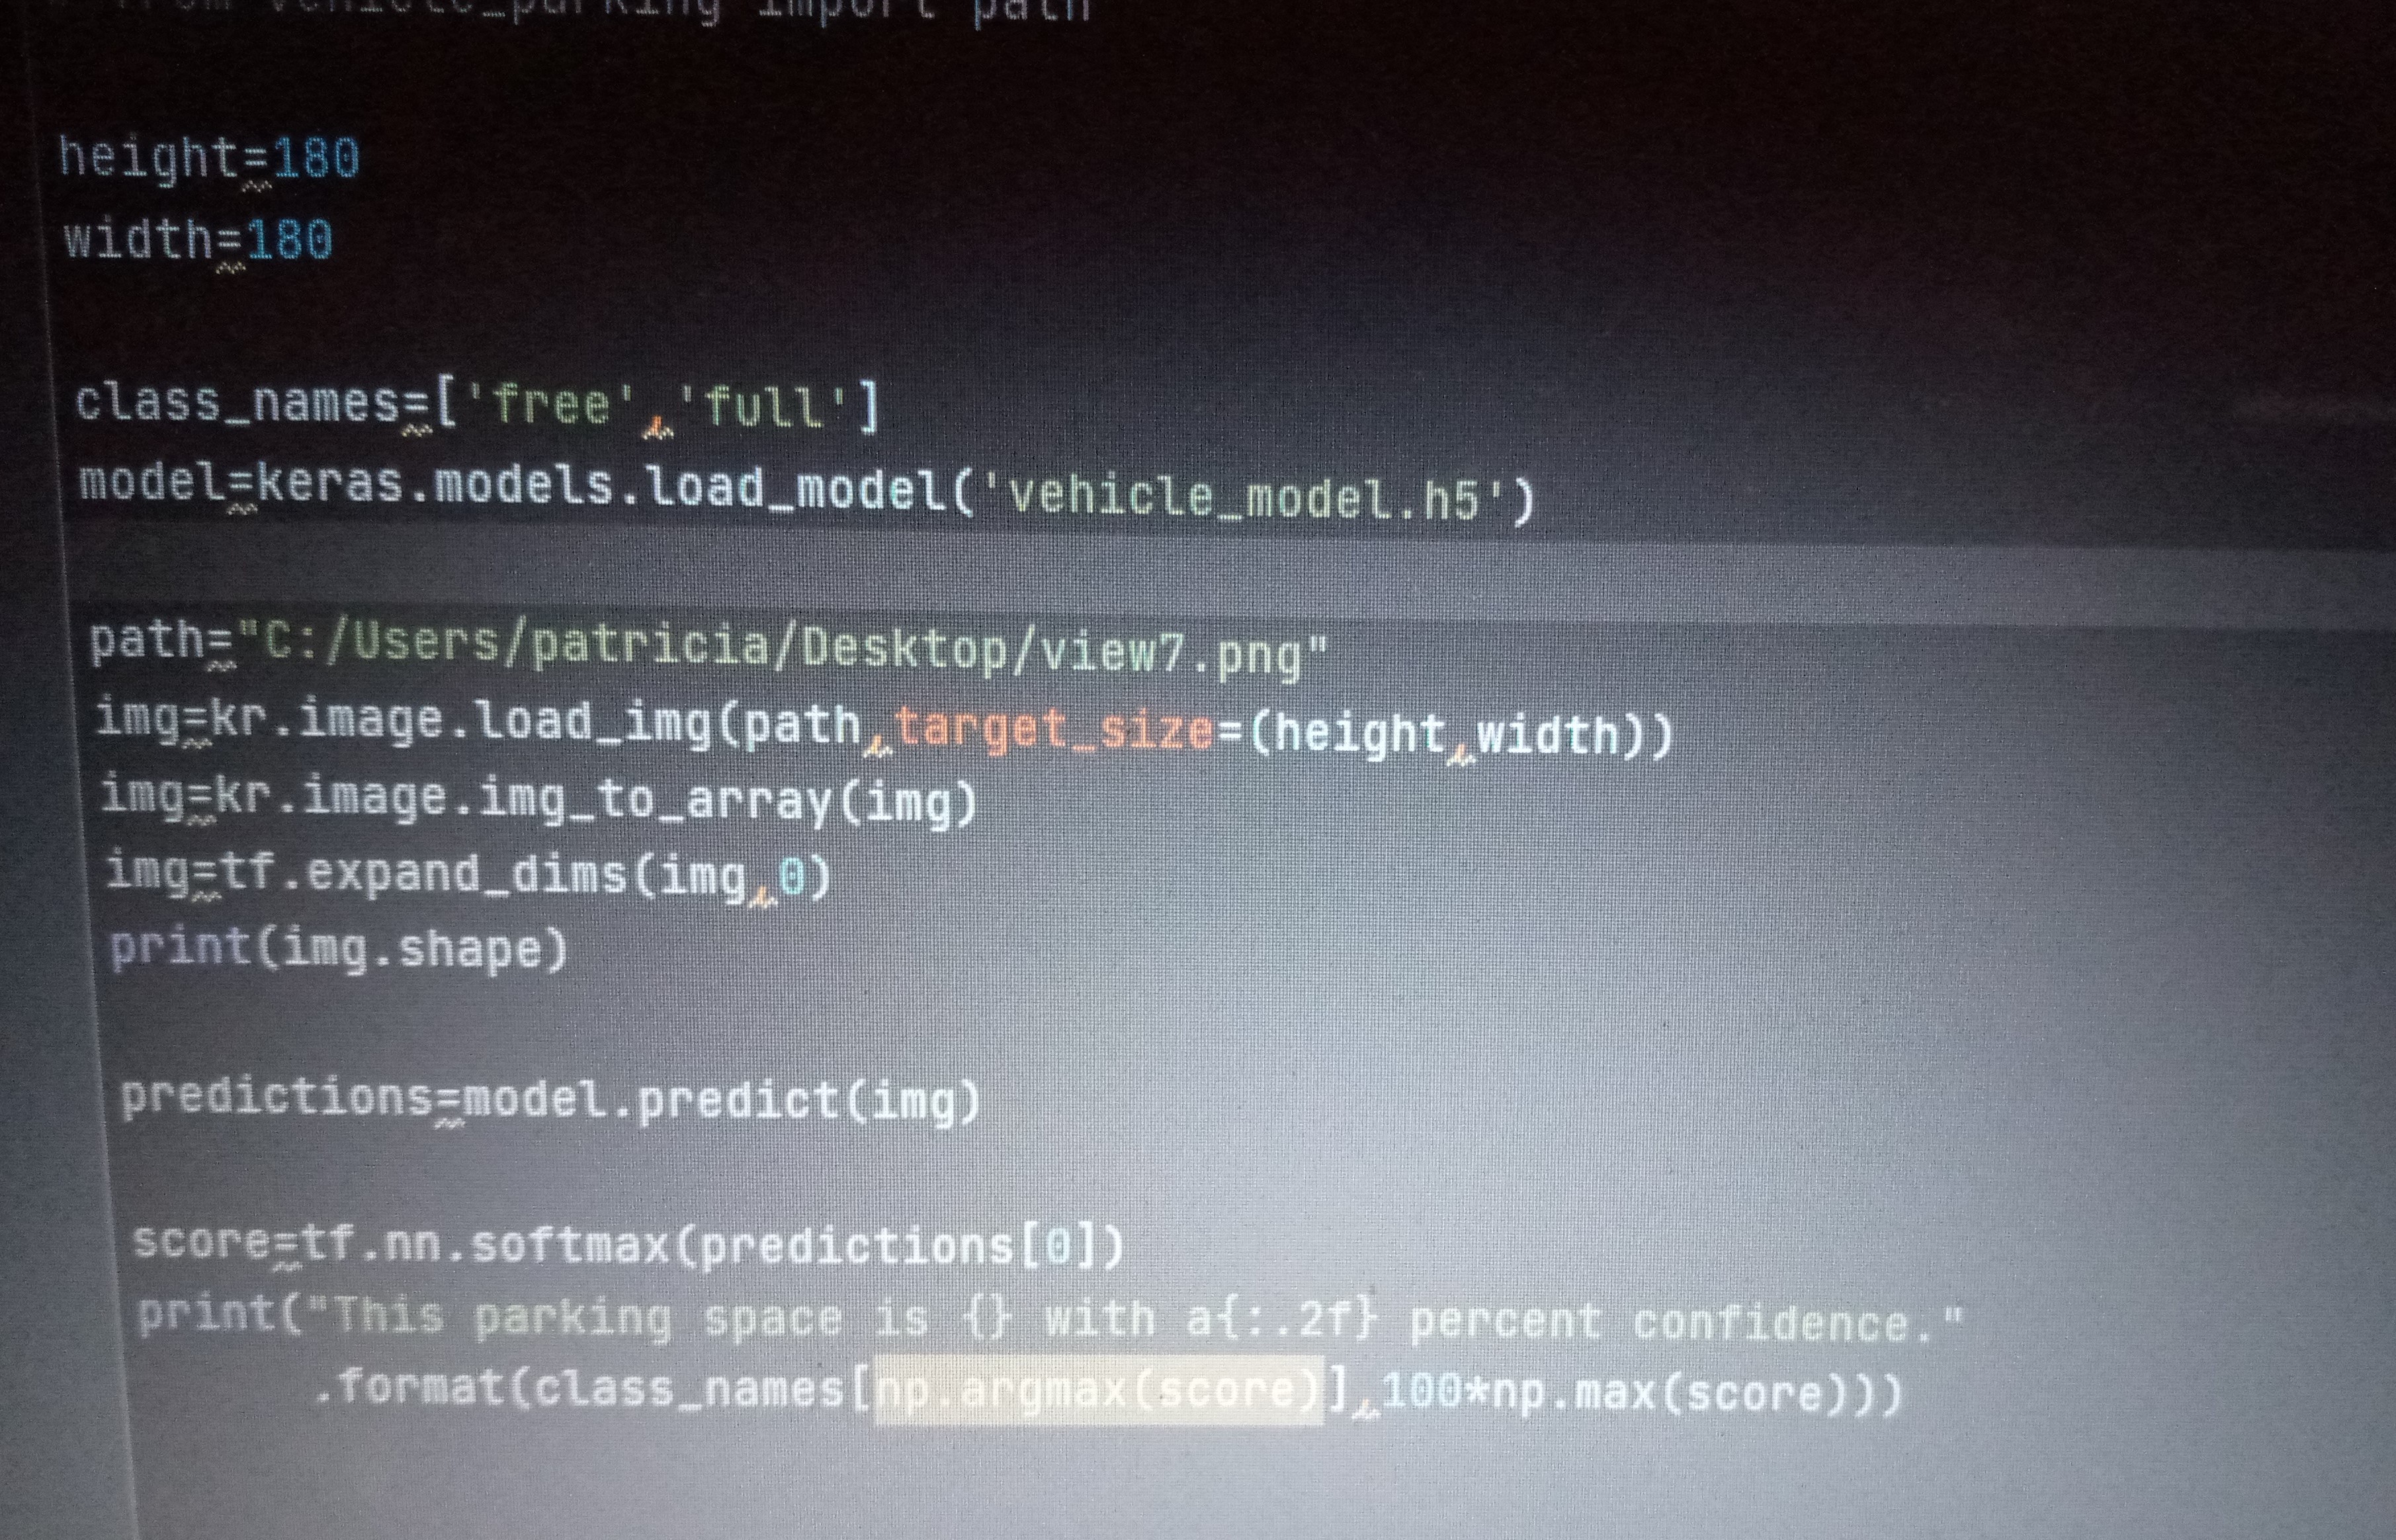 from vehicle_parking import path
height=180
width=180
class_names=['free','full']
model=keras.models.load_model('vehicle_model.h5')
path="C:/Users/patricia/Desktop/view7.png"
img=kr.image.load_img(path,target_size=(height,width))
img=kr.image.img_to_array(img)
img=tf.expand_dims(img,0)
print(img.shape)
predictions=model.predict(img)
score=tf.nn.softmax(predictions[0])
print("This parking space is {} with a{:.2f} percent confidence."
.format(class_names[np.argmax(score)],100*np.max(score)))